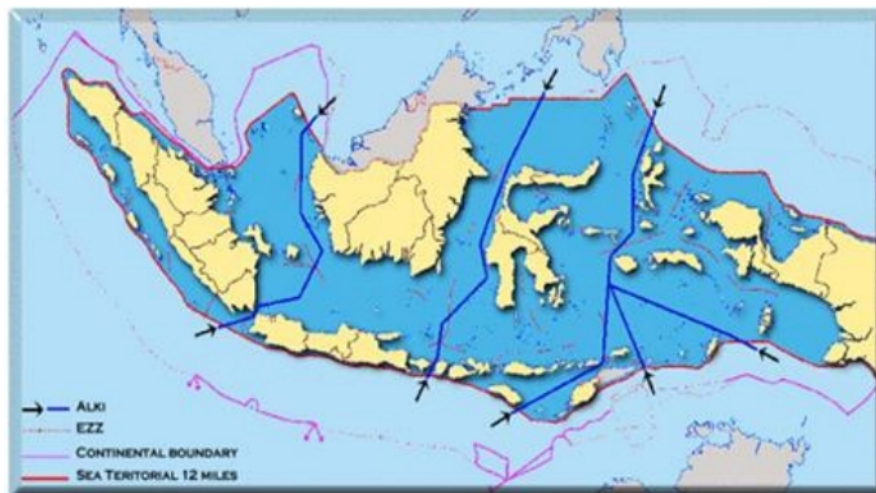 ALKI
EZZ
CONTINENTAL BOUNDARY
SEA TERITORIAL 12 MILES